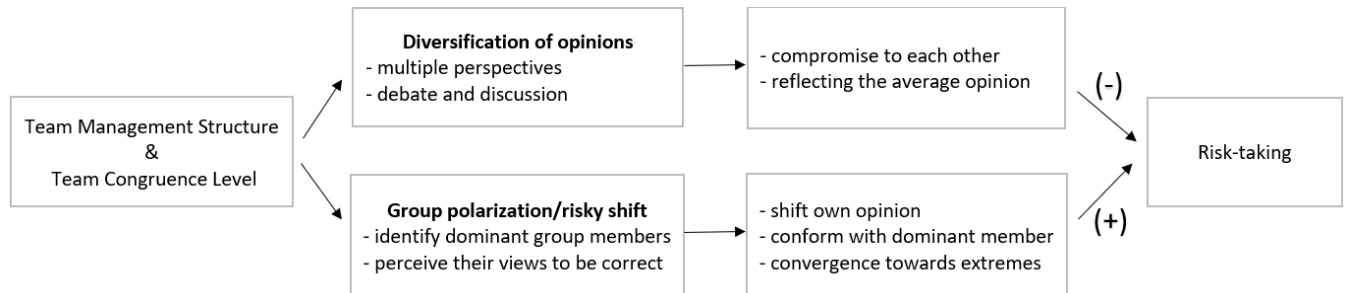 Team Management Structure
&
Team Congruence Level
Diversification of opinions
- multiple perspectives
- debate and discussion
- compromise to each other
- reflecting the average opinion
(-)
Group polarization/risky shift
- identify dominant group members
- perceive their views to be correct
- shift own opinion
- conform with dominant member
- convergence towards extremes
(+)
Risk-taking